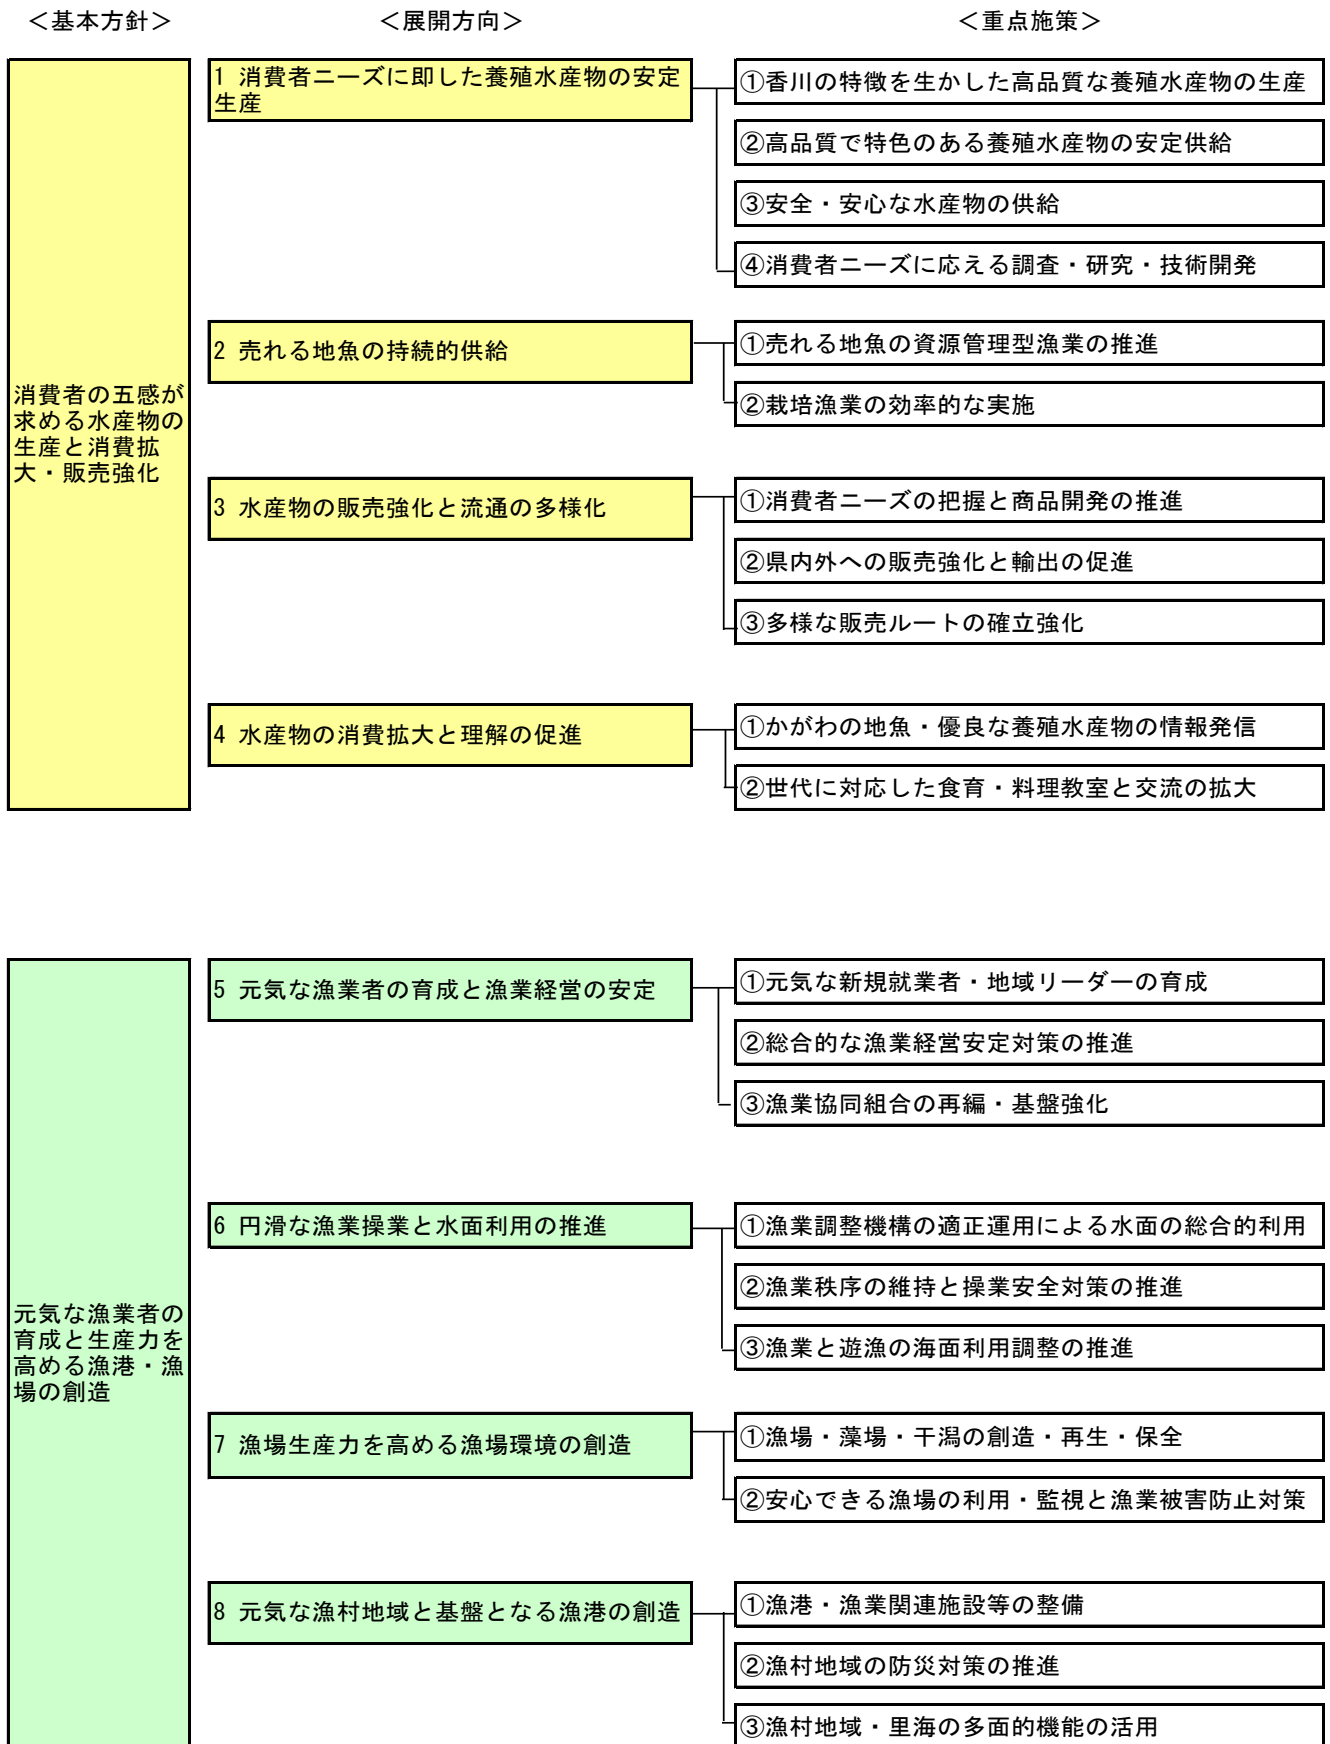 ＜基本方針＞
＜展開方向＞
＜重点施策＞
消費者の五感が
求める水産物の
生産と消費拡
大・販売強化
1 消費者ニーズに即した養殖水産物の安定
生産
①香川の特徴を生かした高品質な養殖水産物の生産
②高品質で特色のある養殖水産物の安定供給
③安全・安心な水産物の供給
④消費者ニーズに応える調査・研究・技術開発
2 売れる地魚の持続的供給
①売れる地魚の資源管理型漁業の推進
②栽培漁業の効率的な実施
3 水産物の販売強化と流通の多様化
①消費者ニーズの把握と商品開発の推進
②県内外への販売強化と輸出の促進
③多様な販売ルートの確立強化
4 水産物の消費拡大と理解の促進
①かがわの地魚・優良な養殖水産物の情報発信
②世代に対応した食育・料理教室と交流の拡大
元気な漁業者の
育成と生産力を
高める漁港・漁
場の創造
5 元気な漁業者の育成と漁業経営の安定
①元気な新規就業者・地域リーダーの育成
②総合的な漁業経営安定対策の推進
③漁業協同組合の再編・基盤強化
6 円滑な漁業操業と水面利用の推進
①漁業調整機構の適正運用による水面の総合的利用
②漁業秩序の維持と操業安全対策の推進
③漁業と遊漁の海面利用調整の推進
7 漁場生産力を高める漁場環境の創造
①漁場・藻場・干潟の創造・再生・保全
②安心できる漁場の利用・監視と漁業被害防止対策
8 元気な漁村地域と基盤となる漁港の創造
①漁港・漁業関連施設等の整備
②漁村地域の防災対策の推進
③漁村地域・里海の多面的機能の活用